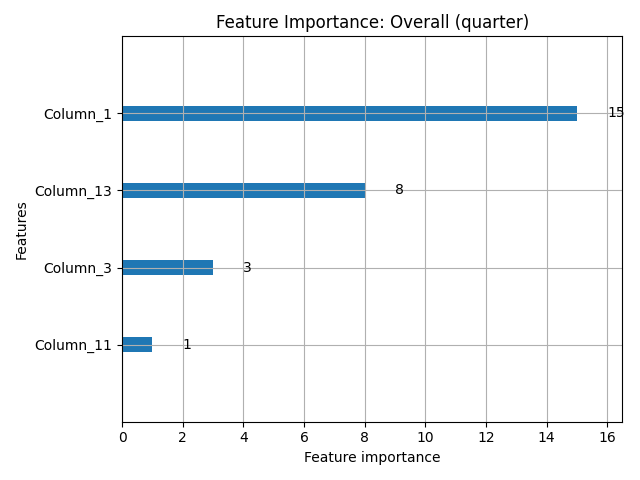 Feature Importance: Overall (quarter)
Features
Column_1
15
Column_13
8
Column_3
3
Column_11
1
0 2 4 6 8 10 12 14 16
Feature importance